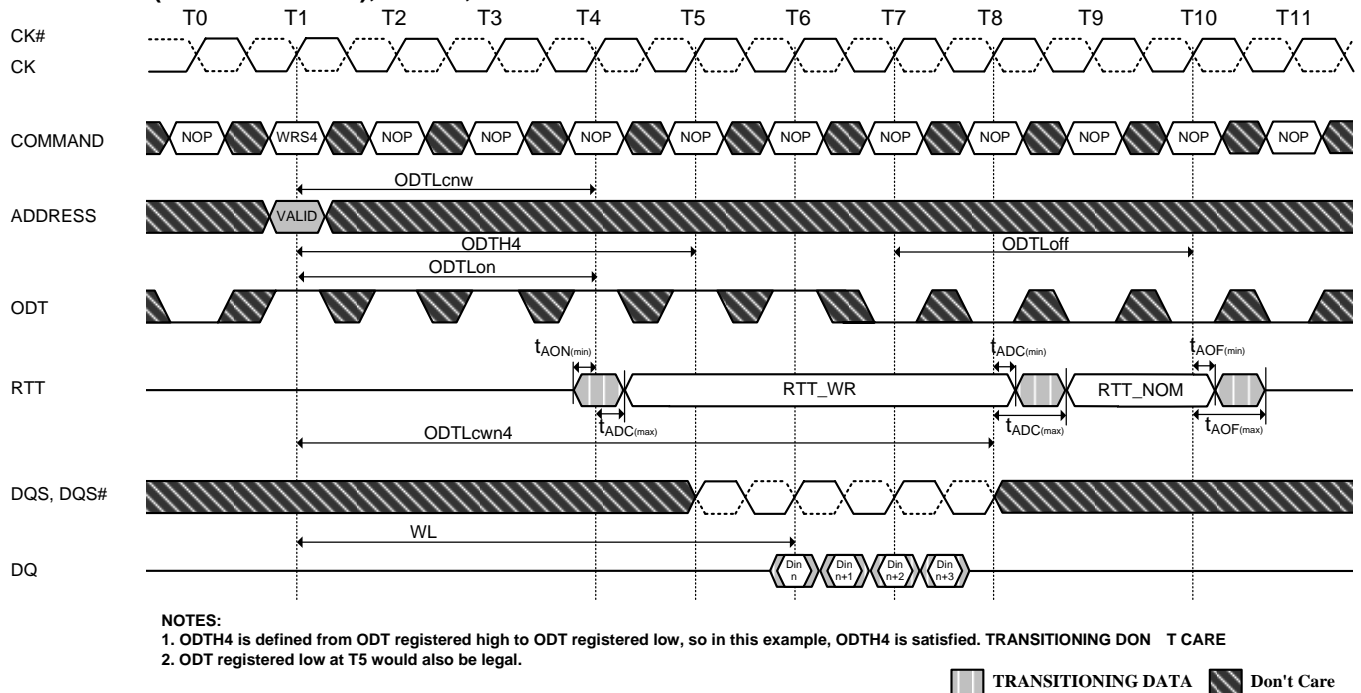 T0 T1 T2 T3 T4 T5 T6 T7 T8 T9 T10 T11
CK#
CK
COMMAND NOP WRS4 NOP NOP NOP NOP NOP NOP NOP NOP NOP NOP
ODTLcnw
ADDRESS VALID
ODTH4 ODTLoff
ODTLon
ODT
tAON(min) tADC(min) tAOF(min)
RTT RTT_WR RTT_NOM
tADC(max) tADC(max) tAOF(max)
ODTLcwn4
DQS, DQS#
WL
DQ Din n Din n+1 Din n+2 Din n+3
NOTES:
1. ODTH4 is defined from ODT registered high to ODT registered low, so in this example, ODTH4 is satisfied. TRANSITIONING DON T CARE
2. ODT registered low at T5 would also be legal.
TRANSITIONING DATA Don't Care